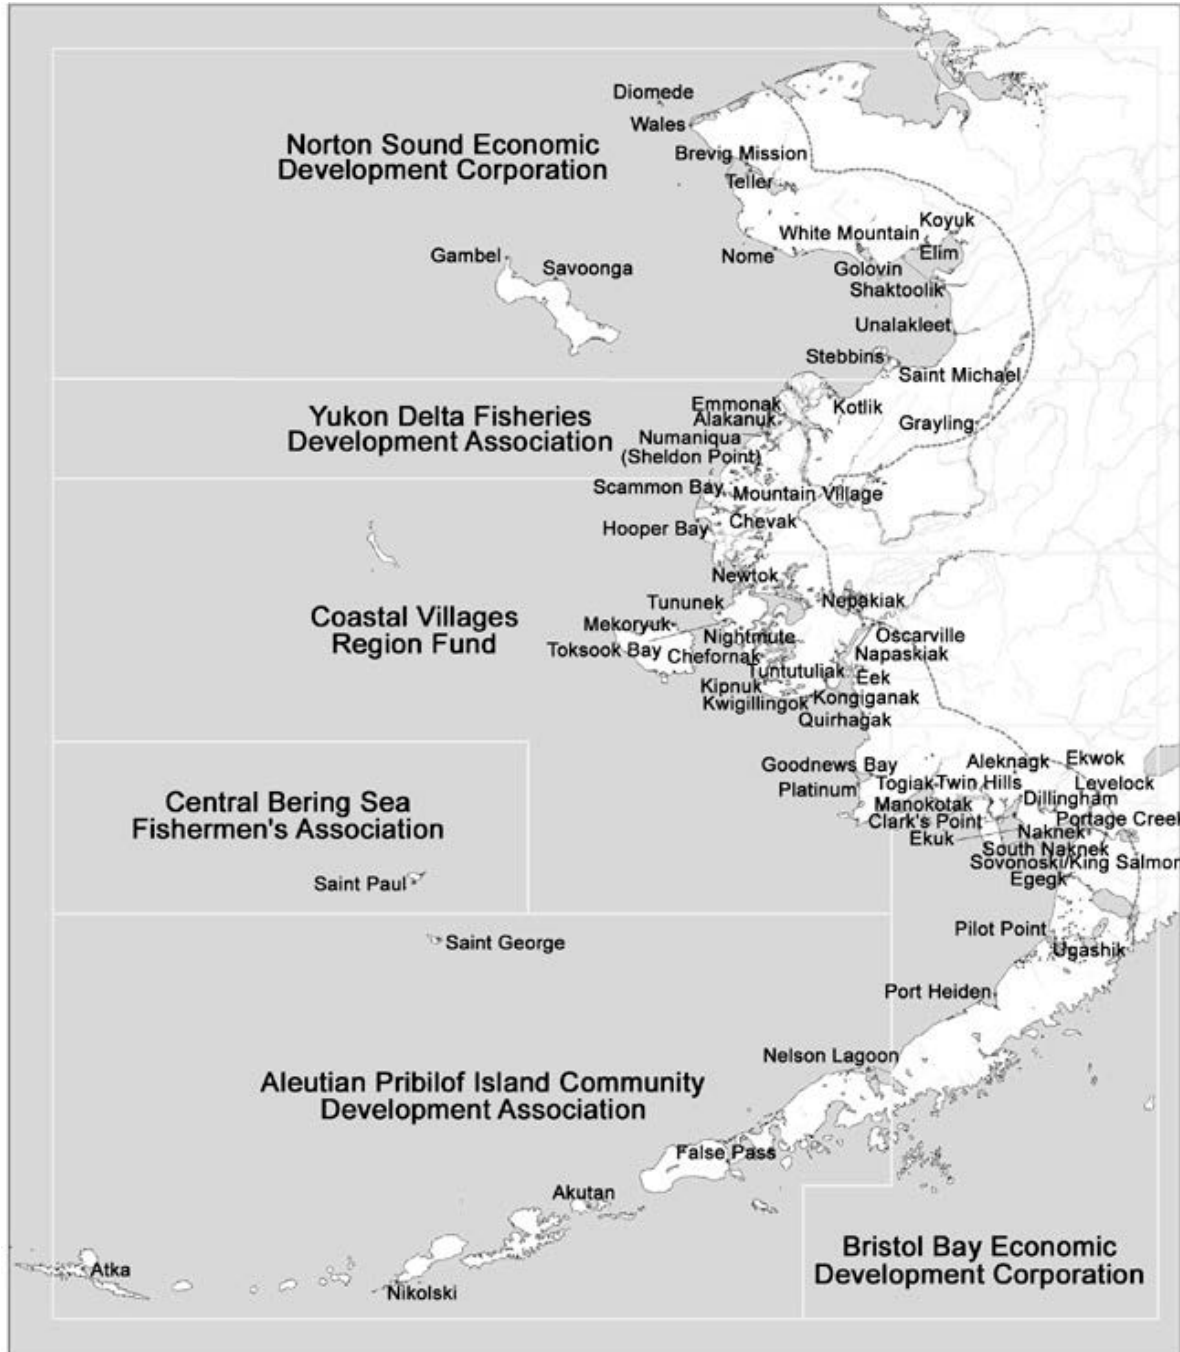 Diomede
Wales
Norton Sound Economic
Development Corporation
Brevig Mission
Teller
Koyuk
White Mountain
Elim
Nome
Golovin
Gambel
Savoonga
Shaktoolik
Unalakleet
Stebbins
Saint Michael
Yukon Delta Fisheries
Development Association
Emmonak
Kotlik
Alakanuk
Grayling
Numaniqua
(Sheldon Point)
Scammon Bay
Mountain Village
Chevak
Hooper Bay
Newtok
Coastal Villages
Region Fund
Tununek
Nepakiak
Mekoryuk
Nightmute
Oscarville
Toksook Bay
Chefornak
Napaskiak
Tuntutuliak
Eek
Kipnuk
Kongiganak
Kwigillingok
Quirhagak
Goodnews Bay
Aleknagk
Ekwok
Platinum
Togiak
Twin Hills
Levelock
Manokotak
Dillingham
Clark's Point
Portage Creek
Ekuk
Naknek
South Naknek
Sovonoski/King Salmon
Egegk
Central Bering Sea
Fishermen's Association
Saint Paul
Saint George
Pilot Point
Ugashik
Port Heiden
Nelson Lagoon
Aleutian Pribilof Island Community
Development Association
False Pass
Akutan
Atka
Nikolski
Bristol Bay Economic
Development Corporation